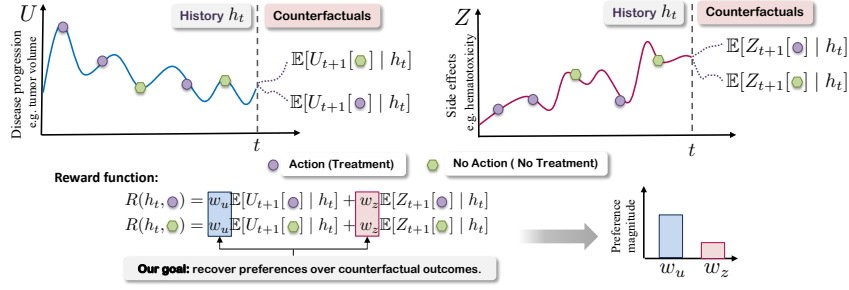 U
History h_t
Counterfactuals
Disease progression
e.g. tumor volume
𝔼[U_{t+1}[⬢] | h_t]
𝔼[U_{t+1}[●] | h_t]
t
Z
History h_t
Counterfactuals
Side effects
e.g. hematotoxicity
𝔼[Z_{t+1}[●] | h_t]
𝔼[Z_{t+1}[⬢] | h_t]
t
Action (Treatment)
No Action ( No Treatment)
Reward function:
R(h_t, ●) = w_u 𝔼[U_{t+1}[●] | h_t] + w_z 𝔼[Z_{t+1}[●] | h_t]
R(h_t, ⬢) = w_u 𝔼[U_{t+1}[⬢] | h_t] + w_z 𝔼[Z_{t+1}[⬢] | h_t]
Our goal: recover preferences over counterfactual outcomes.
Preference
magnitude
w_u w_z